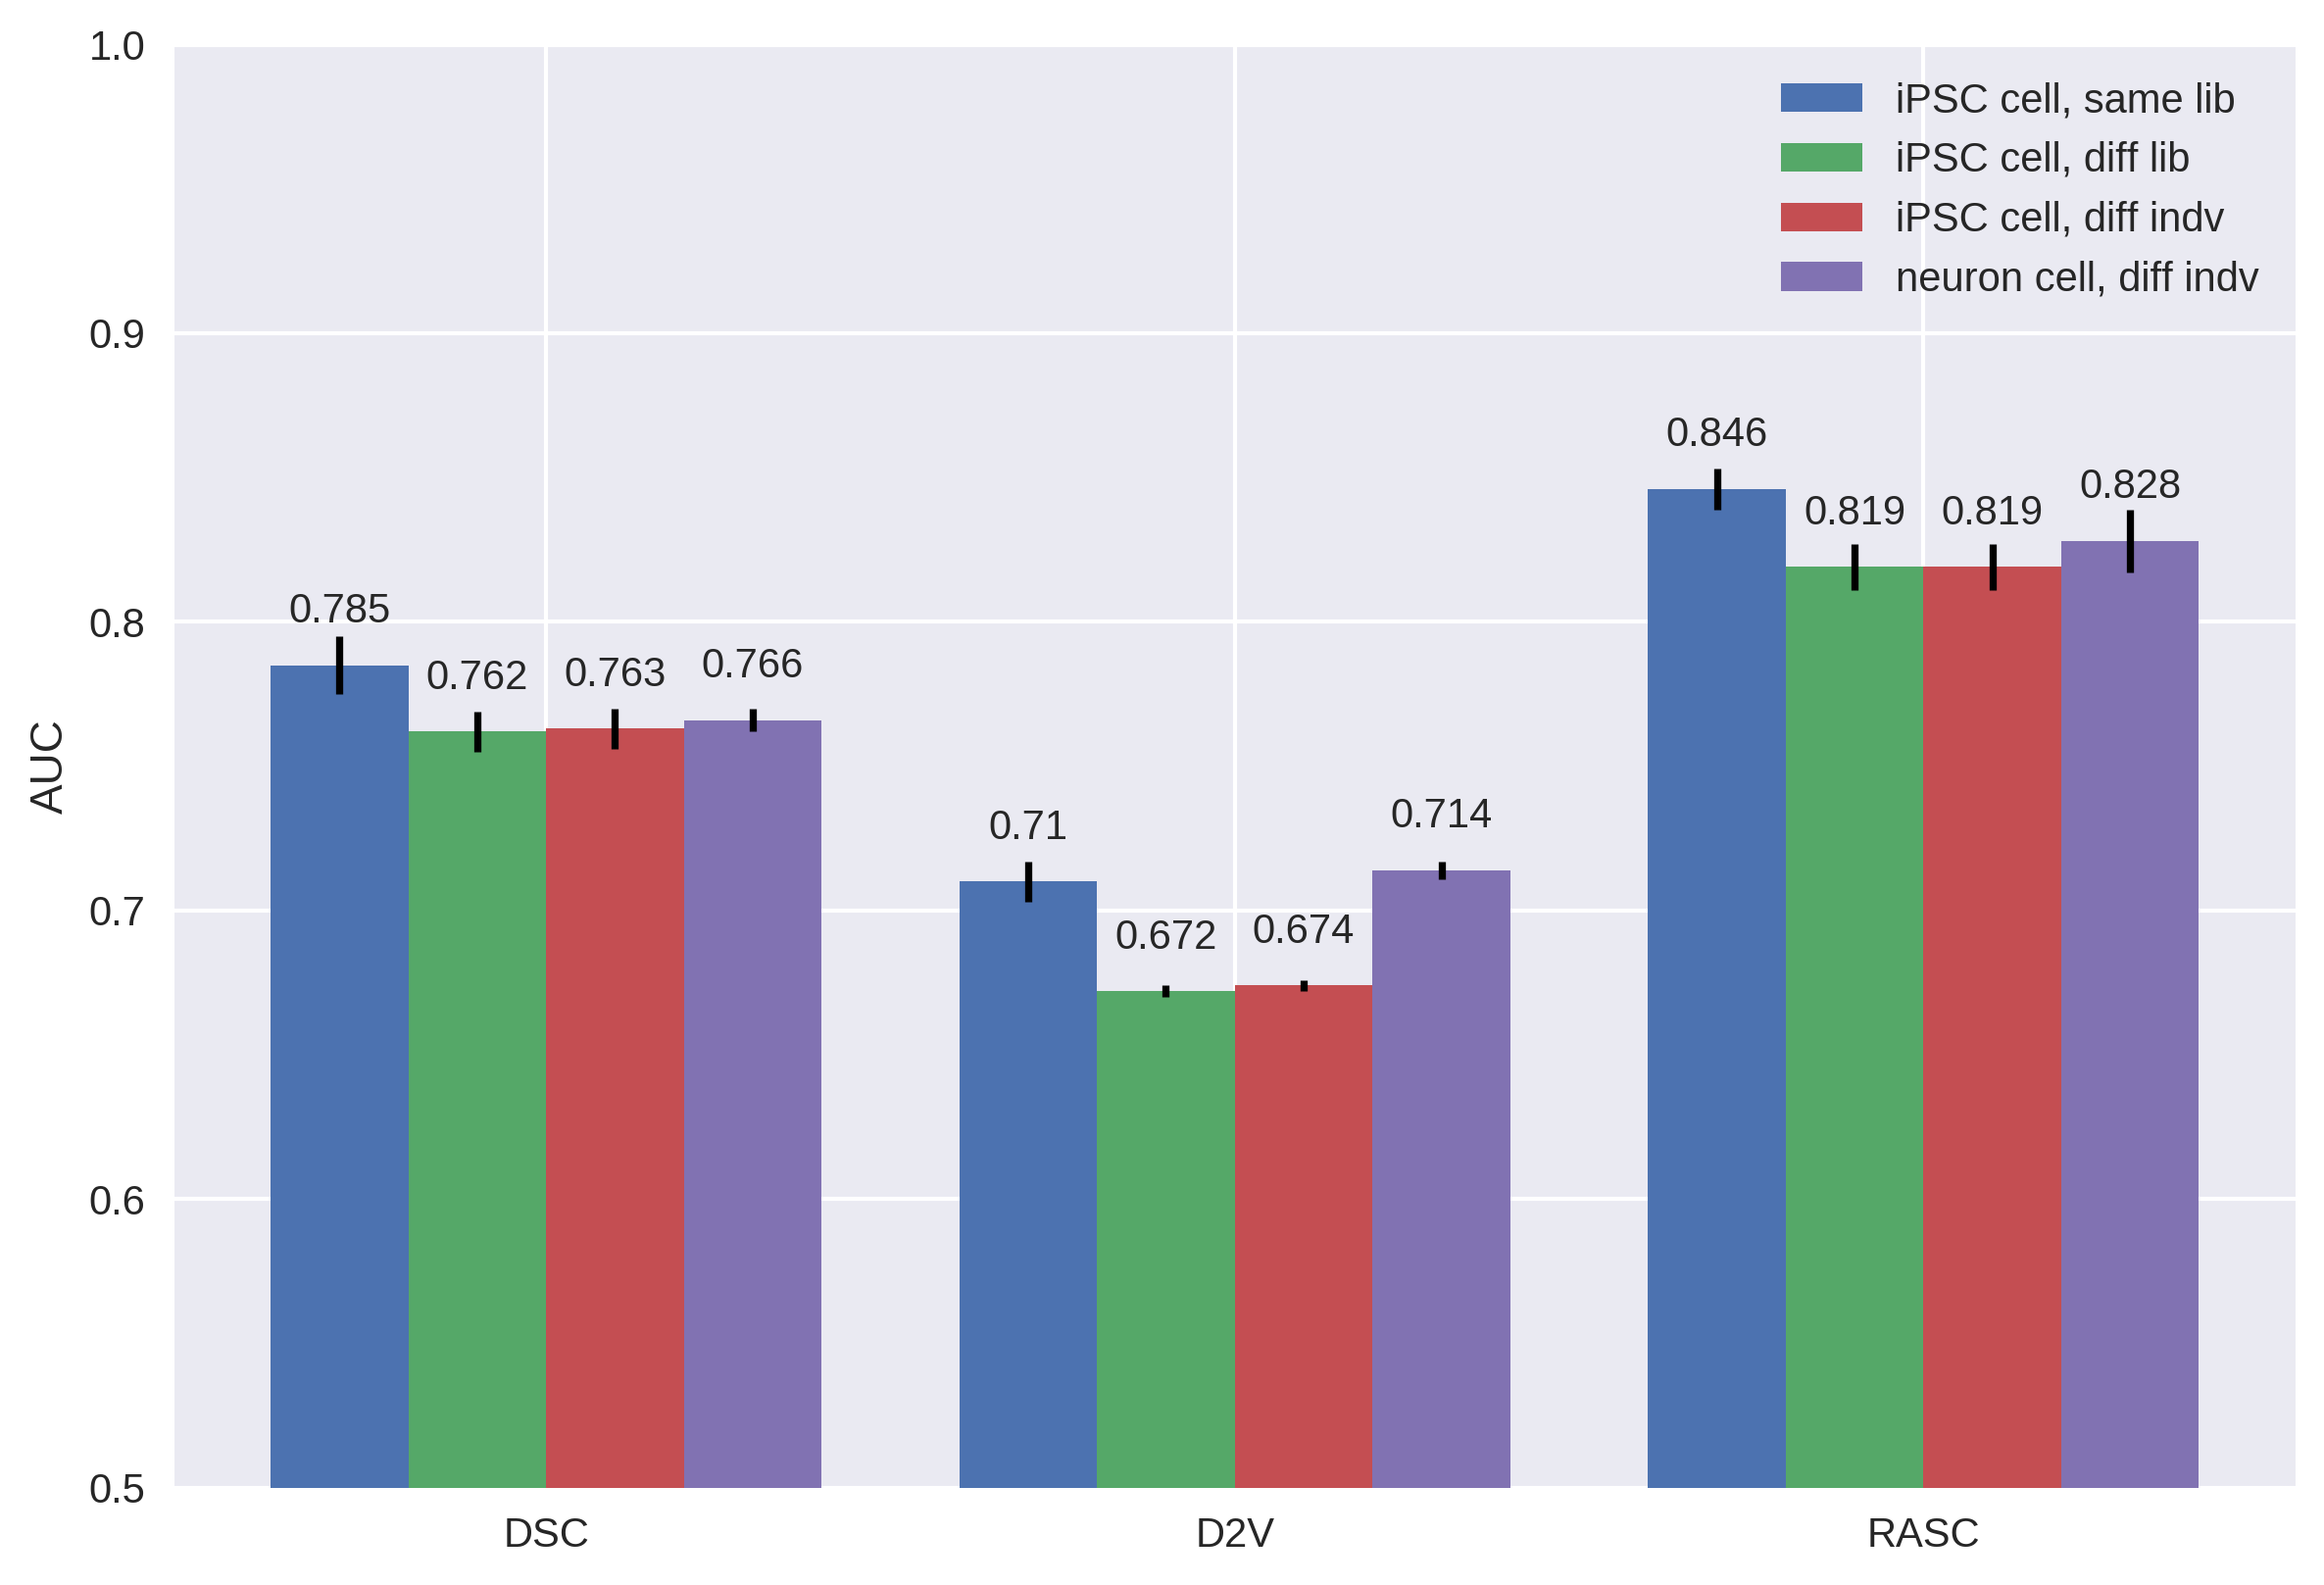 1.0
0.9
0.8
0.7
0.6
0.5
AUC
iPSC cell, same lib
iPSC cell, diff lib
iPSC cell, diff indv
neuron cell, diff indv
0.785
0.762
0.763
0.766
0.71
0.672
0.674
0.714
0.846
0.819
0.819
0.828
DSC
D2V
RASC